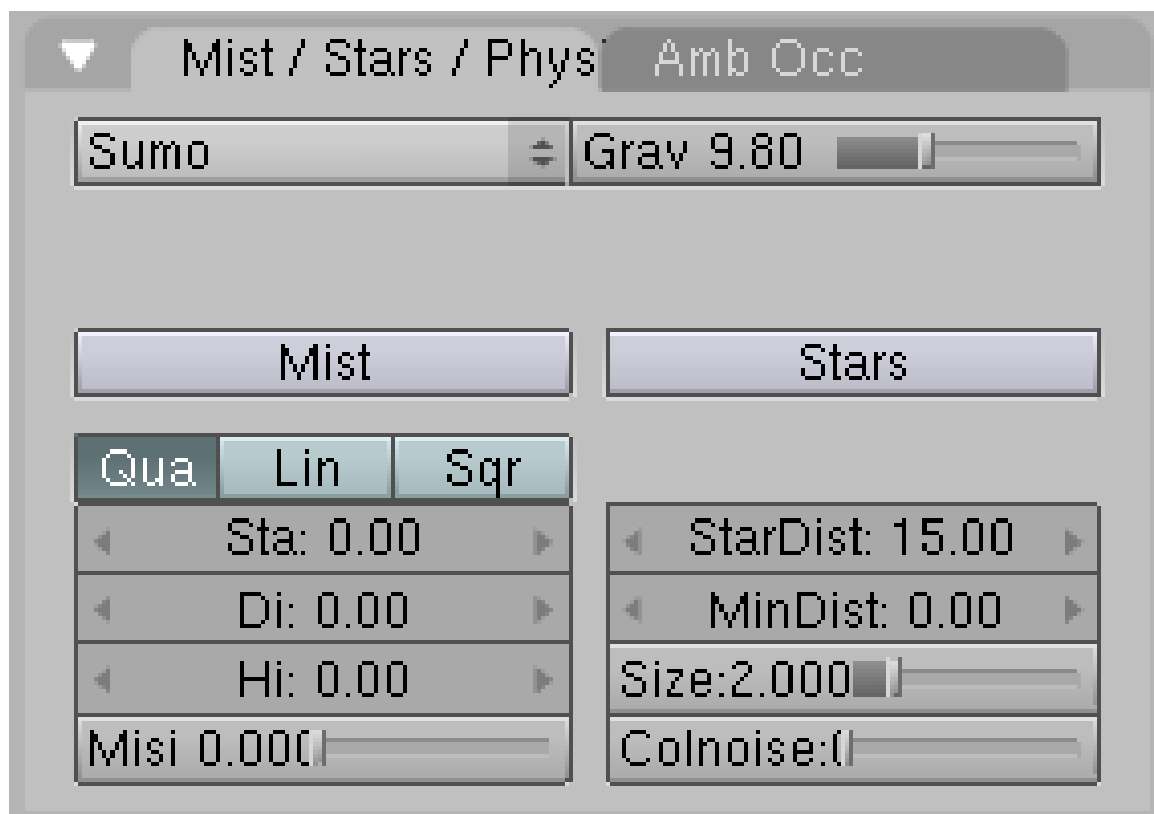 Mist / Stars / Phys Amb Occ
Sumo Grav 9.80
Mist Stars
Qua Lin Sqr
Sta: 0.00 StarDist: 15.00
Di: 0.00 MinDist: 0.00
Hi: 0.00 Size:2.000
Misi 0.000 Colnoise: